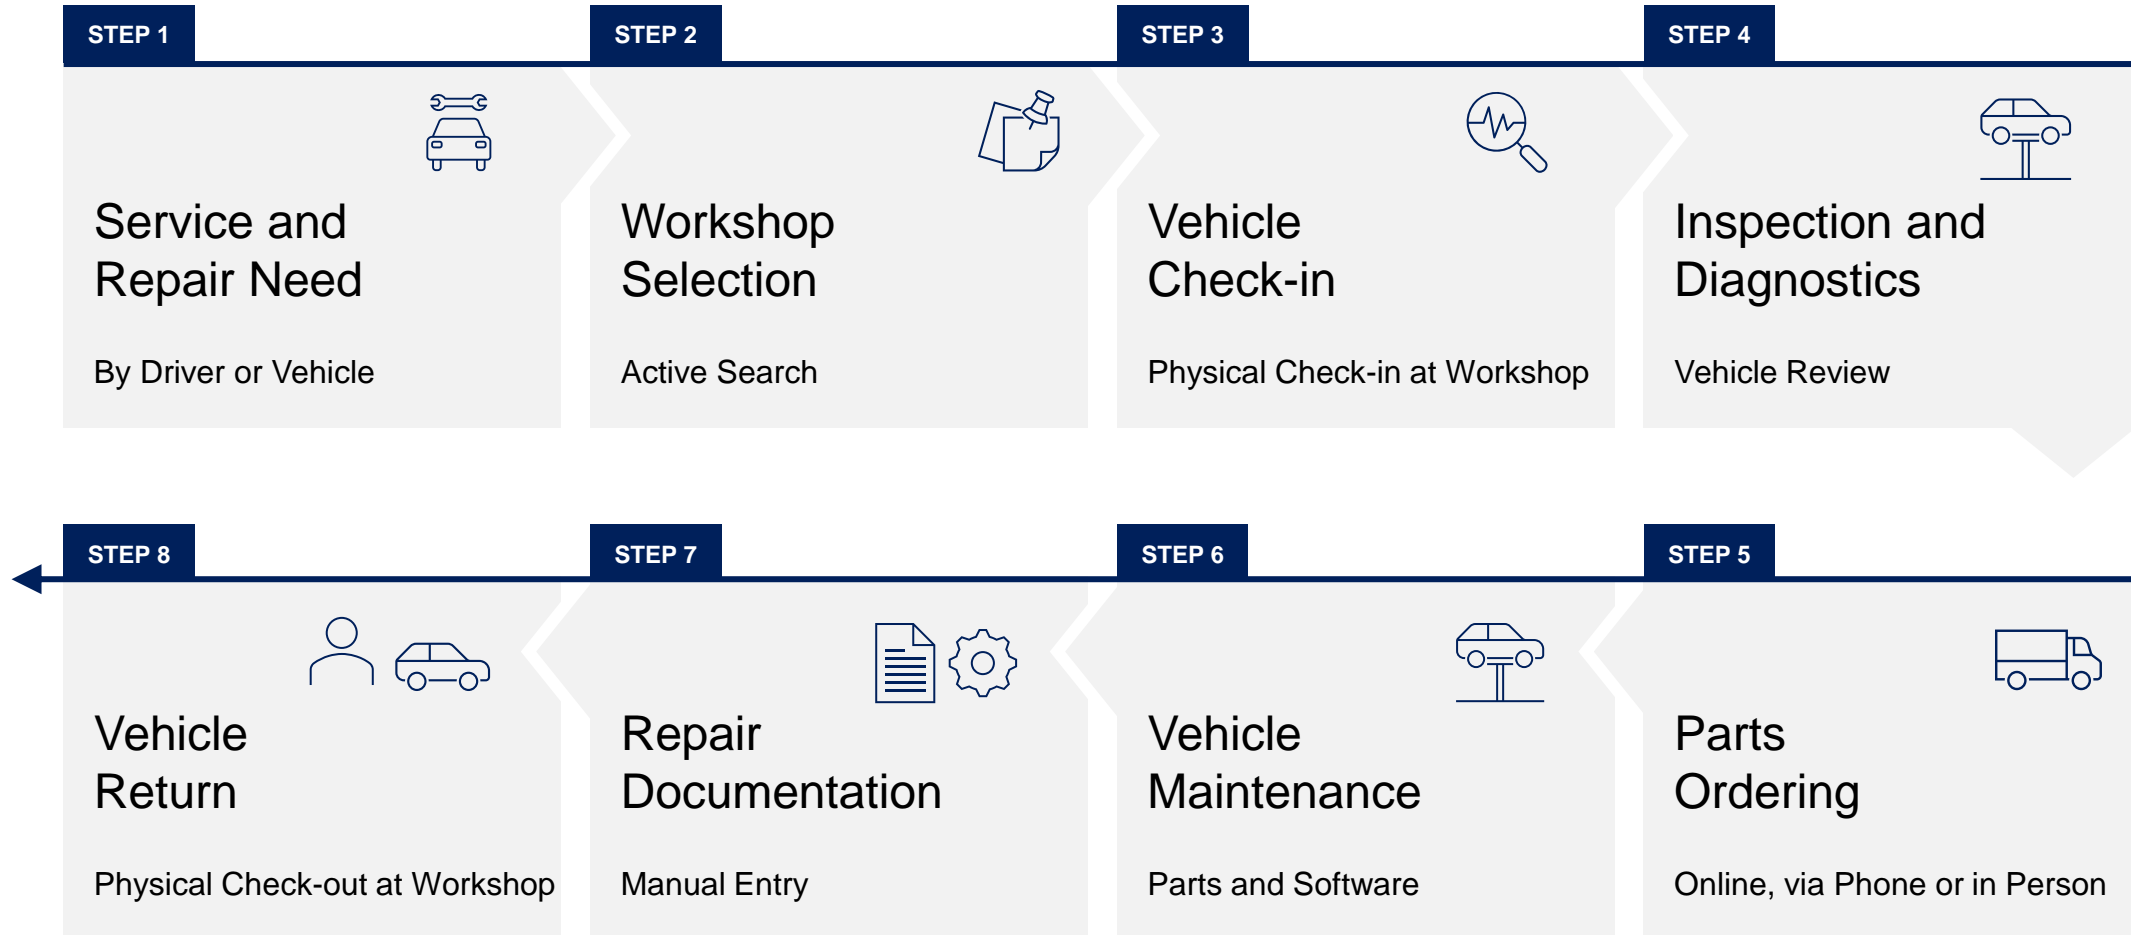 STEP 1
Service and
Repair Need
By Driver or Vehicle
STEP 2
Workshop
Selection
Active Search
STEP 3
Vehicle
Check-in
Physical Check-in at Workshop
STEP 4
Inspection and
Diagnostics
Vehicle Review
STEP 5
Parts
Ordering
Online, via Phone or in Person
STEP 6
Vehicle
Maintenance
Parts and Software
STEP 7
Repair
Documentation
Manual Entry
STEP 8
Vehicle
Return
Physical Check-out at Workshop